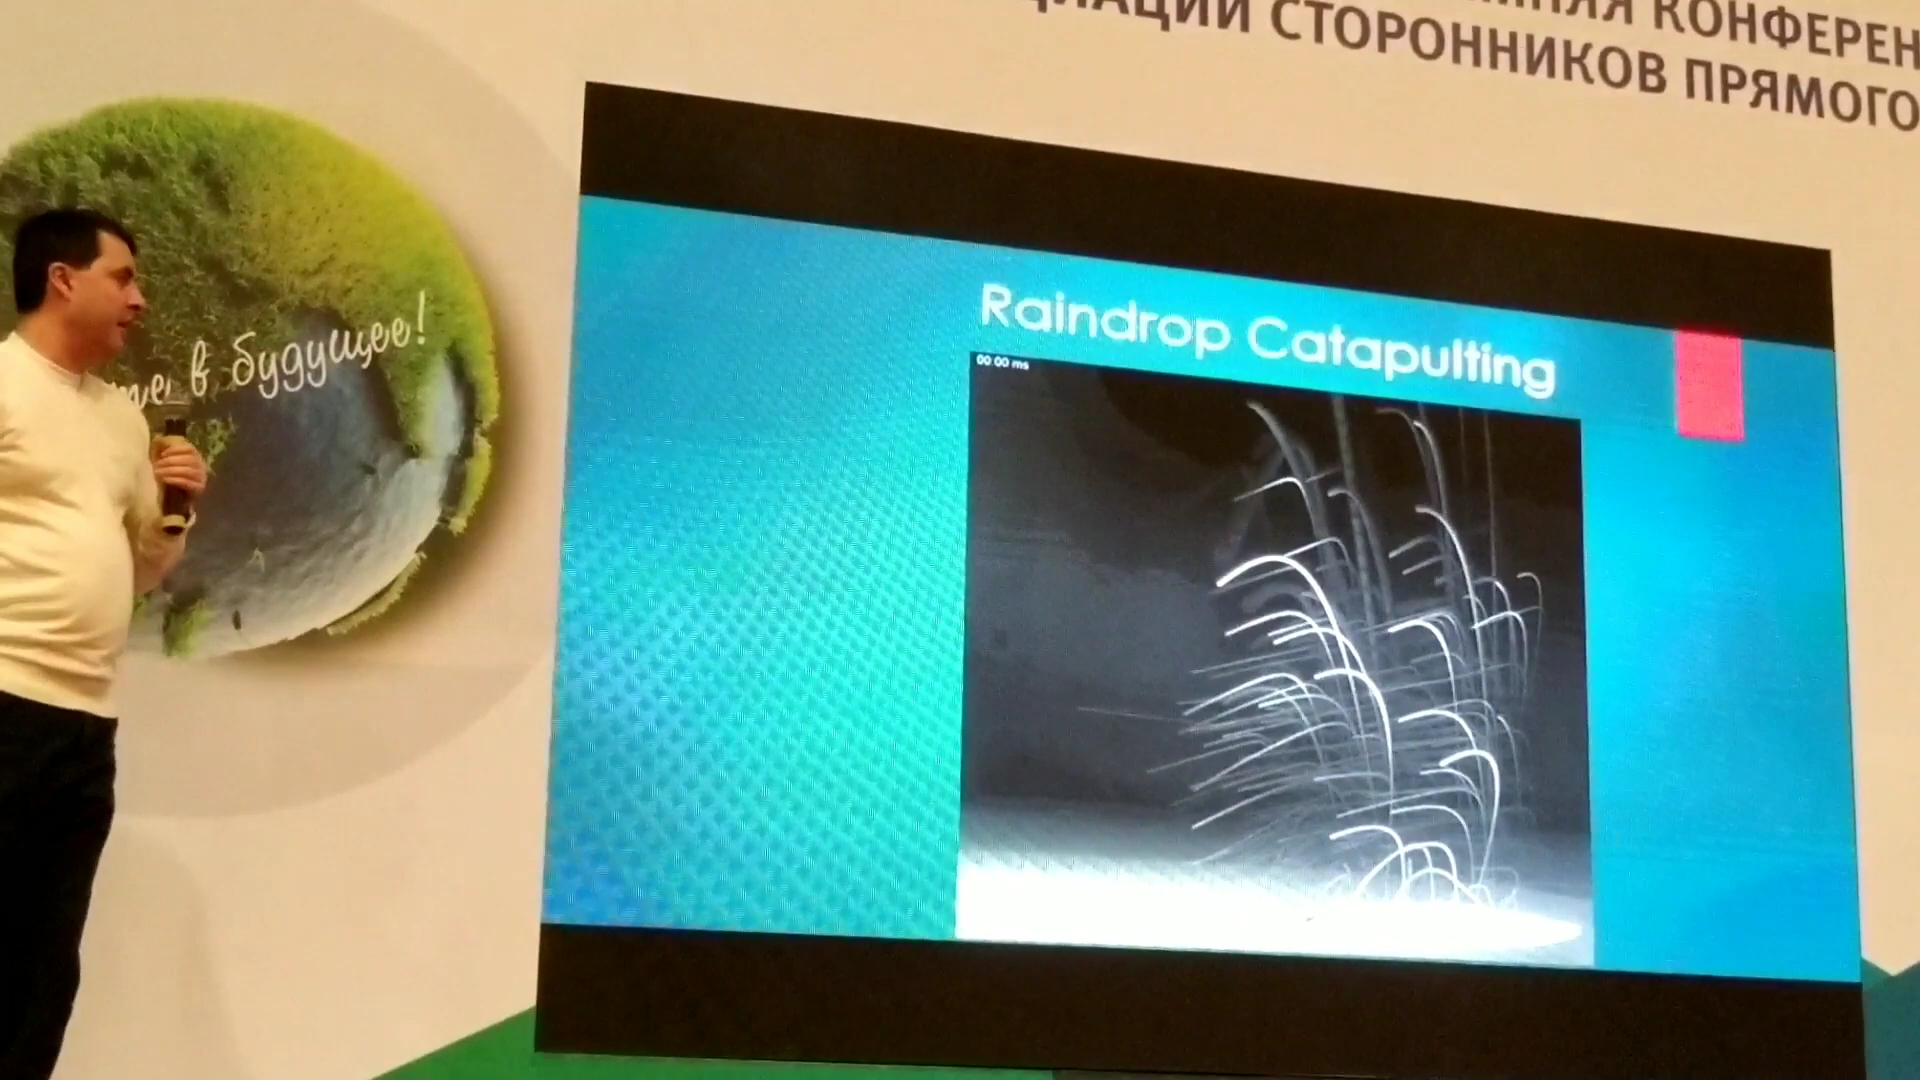 КОНФЕРЕН
СТОРОННИКОВ ПРЯМОГО
в будущее!
Raindrop Catapulting
00:00 ms